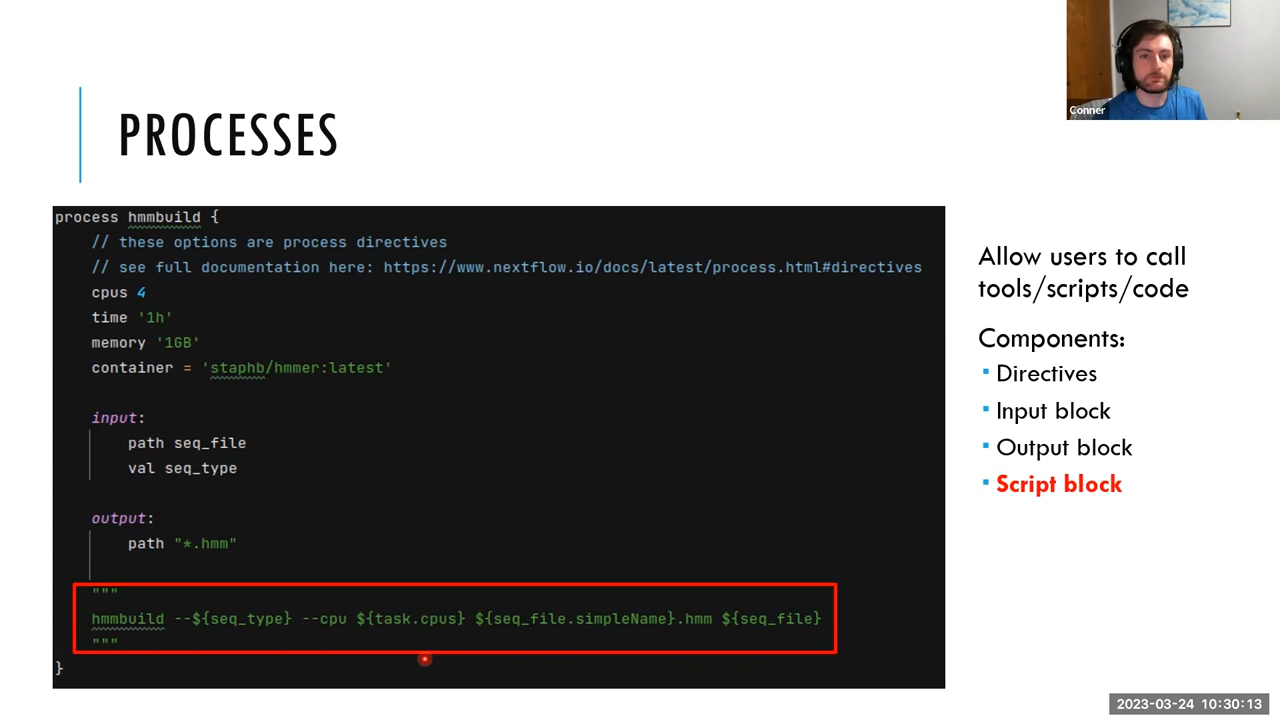 Conner
PROCESSES
process hmmbuild {
// these options are process directives
// see full documentation here: https://www.nextflow.io/docs/latest/process.html#directives
cpus 4
time '1h'
memory '1GB'
container = 'staphb/hmmer:latest'
input:
path seq_file
val seq_type
output:
path "*.hmm"
"""
hmmbuild --${seq_type} --cpu ${task.cpus} ${seq_file.simpleName}.hmm ${seq_file}
"""
}
Allow users to call
tools/scripts/code
Components:
▪ Directives
▪ Input block
▪ Output block
▪ Script block
2023-03-24 10:30:13